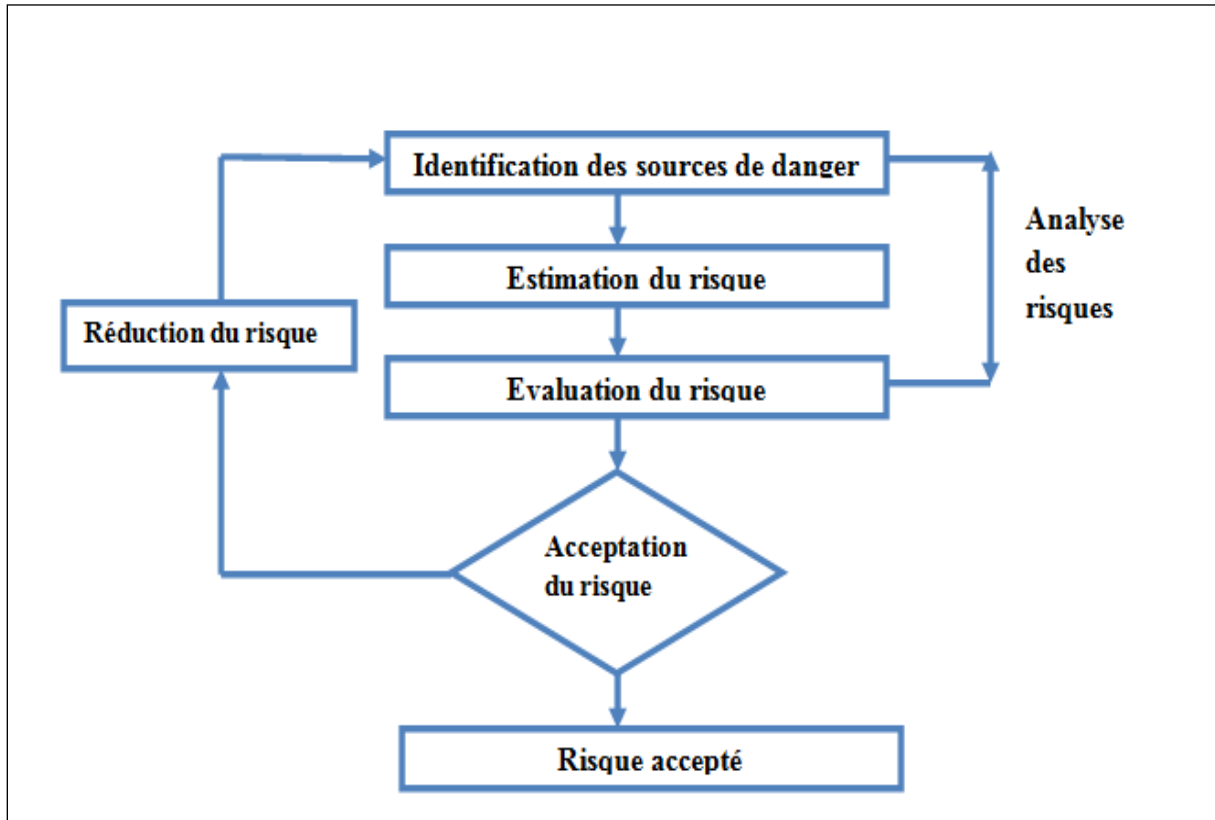 Identification des sources de danger
Estimation du risque
Evaluation du risque
Analyse
des
risques
Réduction du risque
Acceptation
du risque
Risque accepté